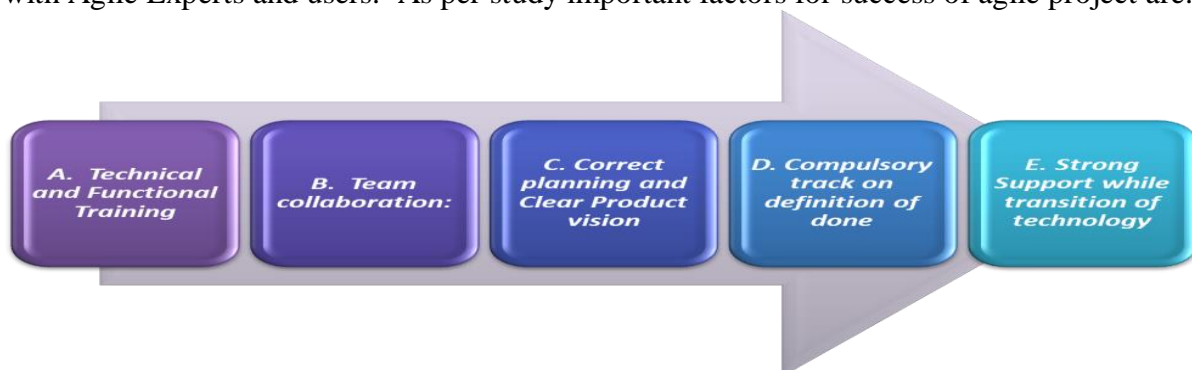 with Agile Experts and users. As per study important factors for success of agile project are:
A. Technical
and Functional
Training
B. Team
collaboration:
C. Correct
planning and
Clear Product
vision
D. Compulsory
track on
definition of
done
E. Strong
Support while
transition of
technology